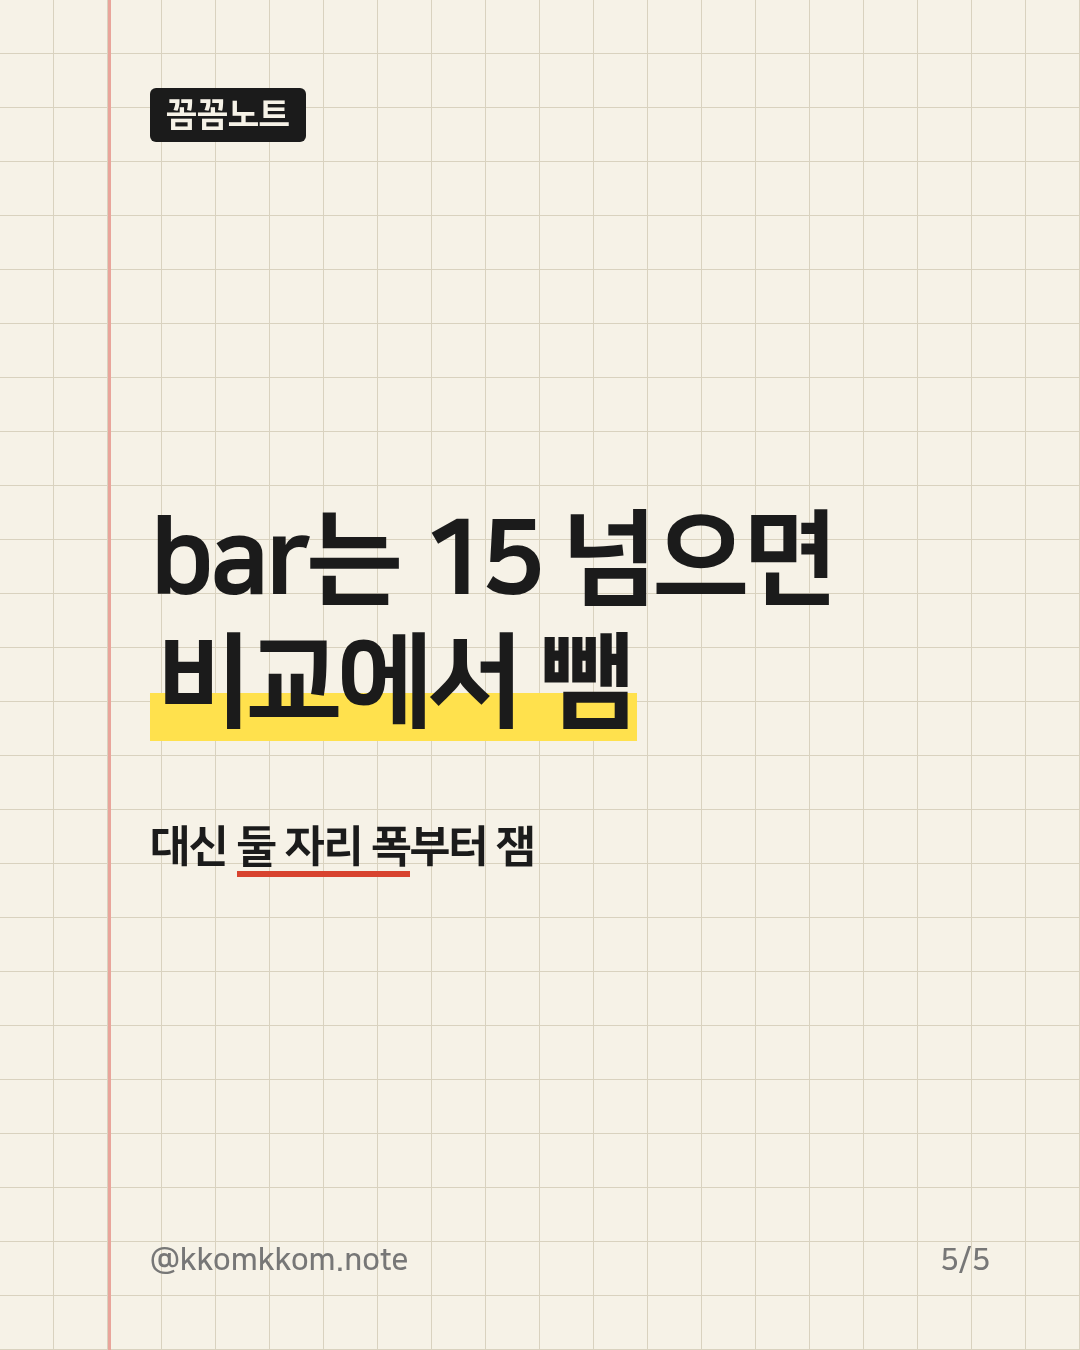 꼼꼼노트
bar는 15 넘으면
비교에서 뺌
대신 둘 자리 폭부터 잼
@kkomkkom.note
5/5